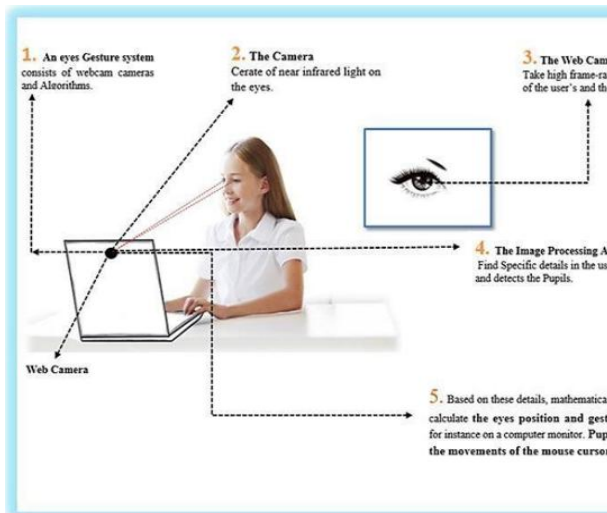 1. An eyes Gesture system
consists of webcam cameras
and Algorithms.
2. The Camera
Cerate of near infrared light on
the eyes.
3. The Web Cam
Take high frame-ra
of the user's and th
4. The Image Processing A
Find Specific details in the us
and detects the Pupils.
Web Camera
5. Based on these details, mathematica
calculate the eyes position and gest
for instance on a computer monitor. Pup
the movements of the mouse cursor